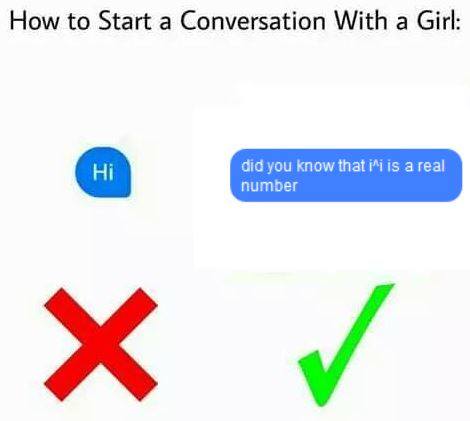 How to Start a Conversation With a Girl:
Hi
did you know that i^i is a real
number